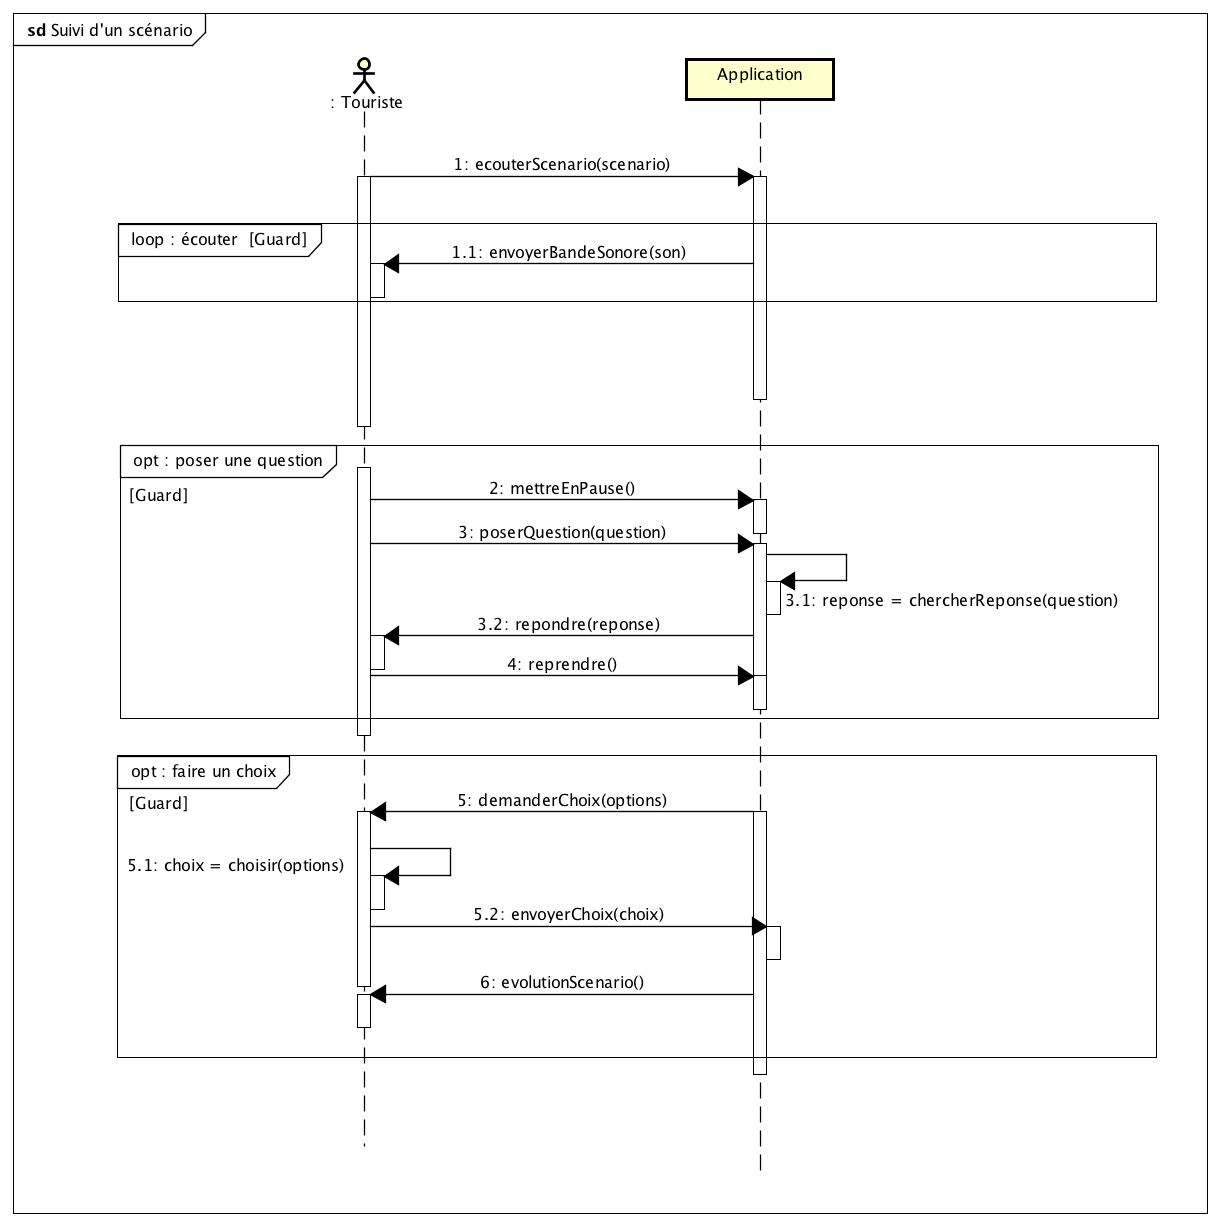 sd Suivi d'un scénario
: Touriste
Application
1: ecouterScenario(scenario)
loop : écouter [Guard]
1.1: envoyerBandeSonore(son)
opt : poser une question
[Guard]
2: mettreEnPause()
3: poserQuestion(question)
3.1: reponse = chercherReponse(question)
3.2: repondre(reponse)
4: reprendre()
opt : faire un choix
[Guard]
5: demanderChoix(options)
5.1: choix = choisir(options)
5.2: envoyerChoix(choix)
6: evolutionScenario()